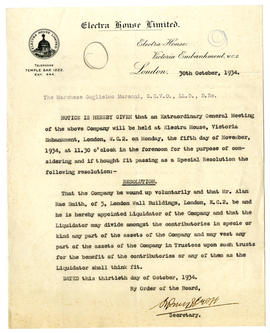 Electra House Limited.
Electra House,
Victoria Embankment, W.C.2.
TELEPHONE
TEMPLE BAR 1222.
EXT. 444.
London. 30th October, 1934.
The Marchese Guglielmo Marconi, G.C.V.O., LL.D., D.Sc.
NOTICE IS HEREBY GIVEN that an Extraordinary General Meeting
of the above Company will be held at Electra House, Victoria
Embankment, London, W.C.2. on Monday, the fifth day of November,
1934, at 11.30 o'clock in the forenoon for the purpose of con-
sidering and if thought fit passing as a Special Resolution the
following resolution:-
RESOLUTION.
That the Company be wound up voluntarily and that Mr. Alan
Rae Smith, of 3, London Wall Buildings, London, E.C.2. be
and he is hereby appointed Liquidator of the Company and that the
Liquidator may divide amongst the contributories in specie or
kind any part of the assets of the Company and may vest any
part of the assets of the Company in Trustees upon such trusts
for the benefit of the contributories or any of them as the
Liquidator shall think fit.
DATED this thirtieth day of October, 1934.
By Order of the Board,
Secretary.